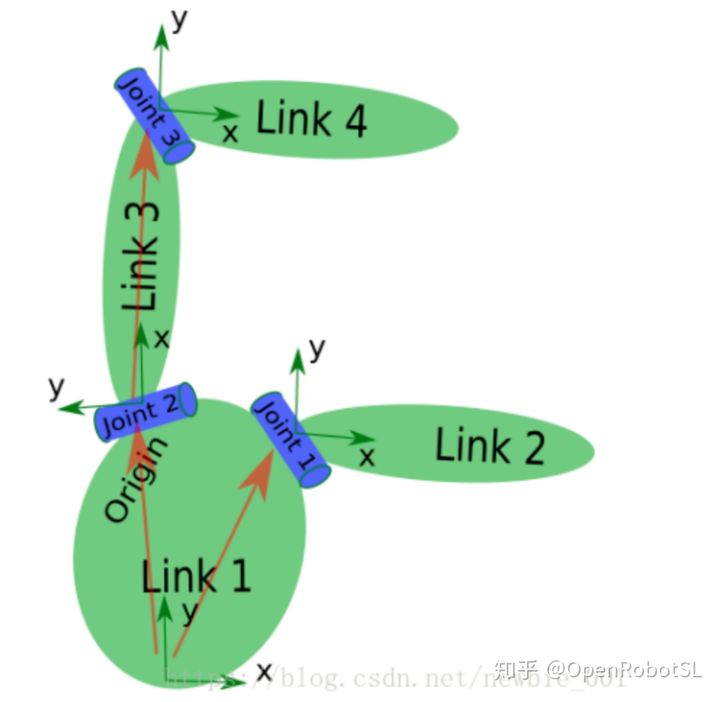 y
Joint 3
Link 4
x
Link 3
x
y
y
Joint 2
Joint 1
Link 2
x
Origin
Link 1
y
x
知乎 @OpenRobotSL
https://blog.csdn.net/newbie_001